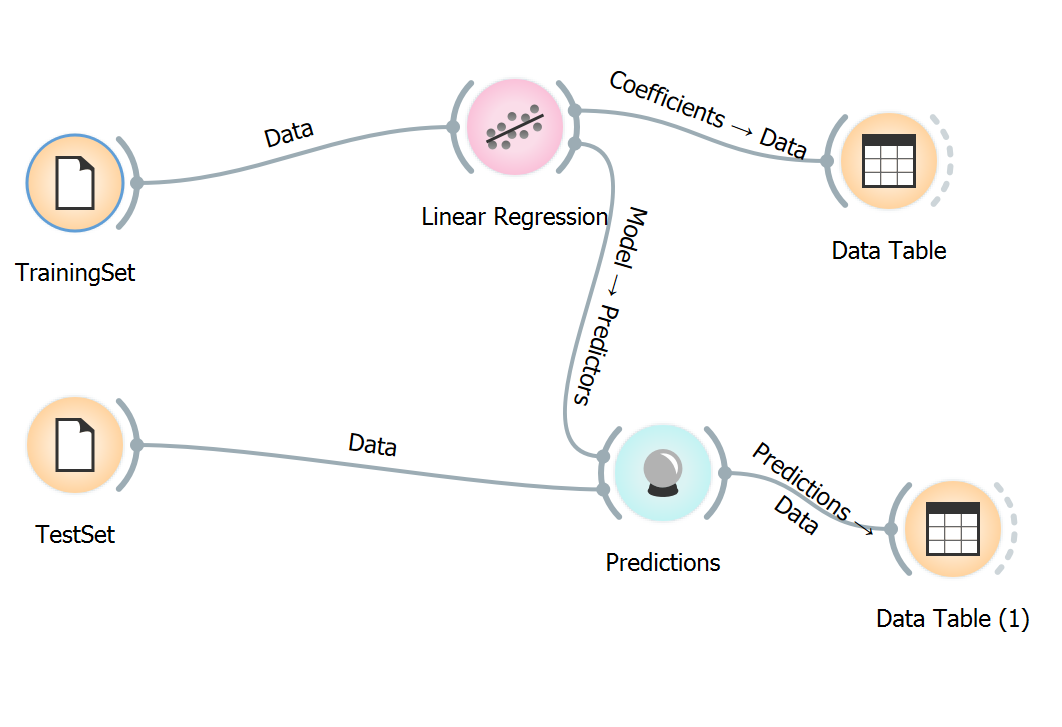 Coefficients → Data
Data
Linear Regression
Data Table
TrainingSet
Model → Predictors
Data
Predictions →
Data
TestSet
Predictions
Data Table (1)